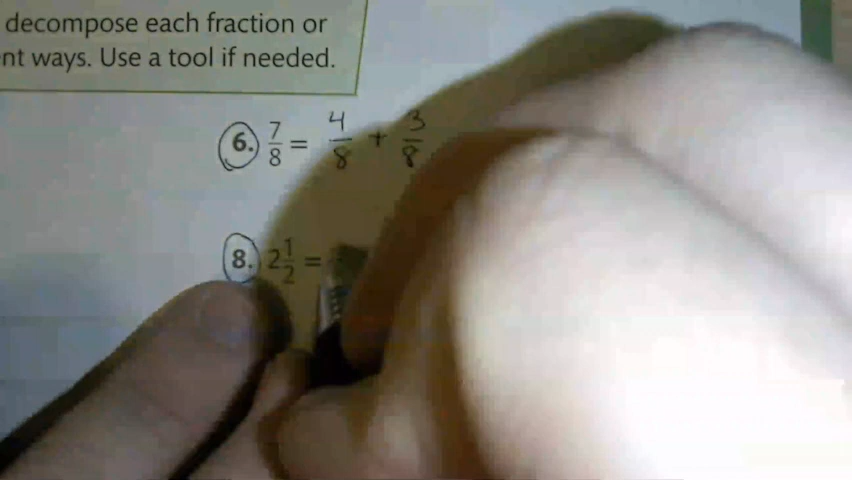 decompose each fraction or
nt ways. Use a tool if needed.
6. 7/8 = 4/8 + 3/8
8. 2 1/2 =